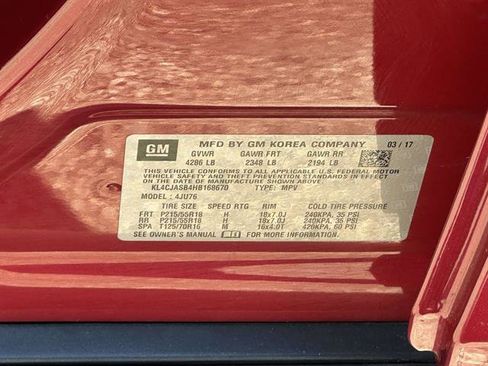 GM
MFD BY GM KOREA COMPANY 03 / 17
GVWR GAWR FRT GAWR RR
4286 LB 2348 LB 2194 LB
THIS VEHICLE CONFORMS TO ALL APPLICABLE U.S. FEDERAL MOTOR
VEHICLE SAFETY, BUMPER, AND THEFT PREVENTION STANDARDS IN
EFFECT ON THE DATE OF MANUFACTURE SHOWN ABOVE.
KL4CJASB4HB168670 TYPE: MPV
MODEL: 4JU76
TIRE SIZE SPEED RTG RIM COLD TIRE PRESSURE
FRT P215/55R18 H 18x7.0J 240KPA, 35 PSI
RR P215/55R18 H 18x7.0J 240KPA, 35 PSI
SPA T125/70R16 M 16x4.0T 420KPA, 60 PSI
SEE OWNER'S MANUAL FOR MORE INFORMATION.